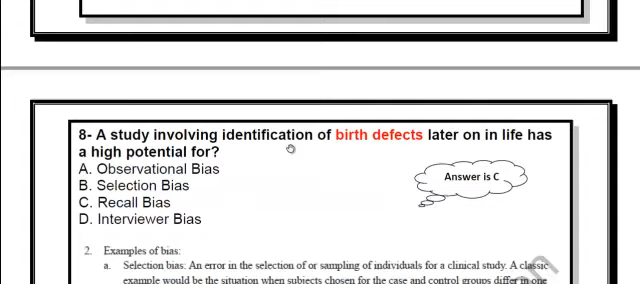 8- A study involving identification of birth defects later on in life has
a high potential for?
A. Observational Bias
B. Selection Bias
C. Recall Bias
D. Interviewer Bias
Answer is C
2. Examples of bias:
a. Selection bias: An error in the selection of or sampling of individuals for a clinical study. A classic
example would be the situation when subjects chosen for the case and control groups differ in one